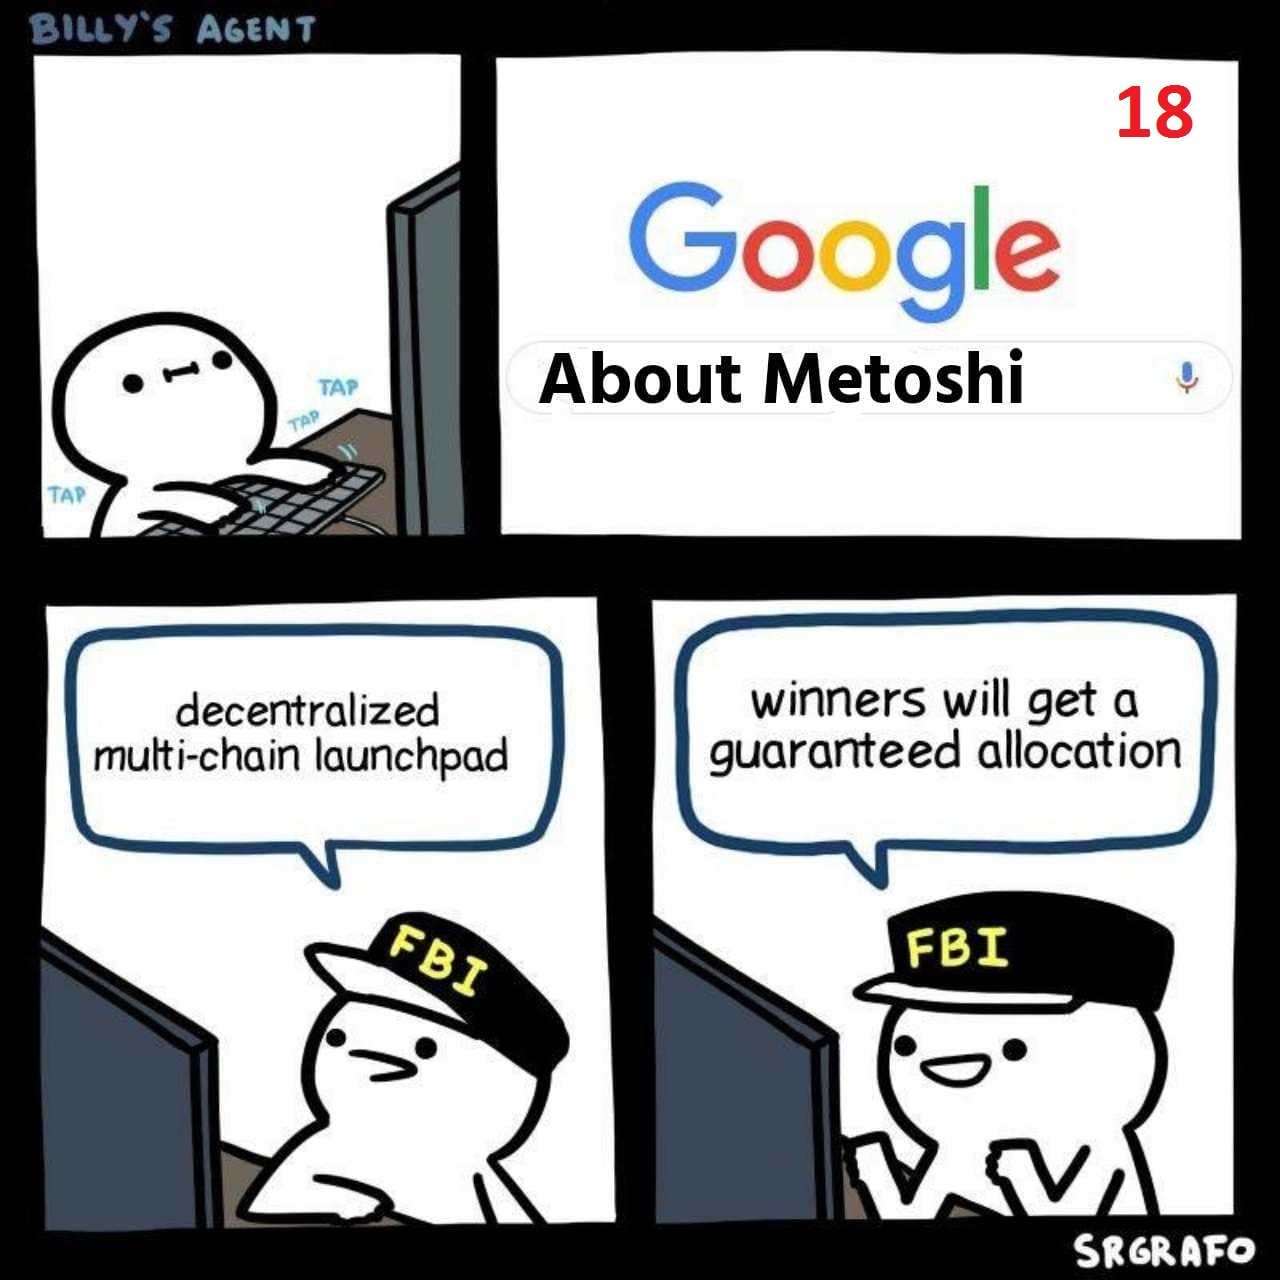 BILLY'S AGENT
18
Google
About Metoshi
TAP
TAP
TAP
decentralized
multi-chain launchpad
winners will get a
guaranteed allocation
FBI
FBI
SRGRAFO